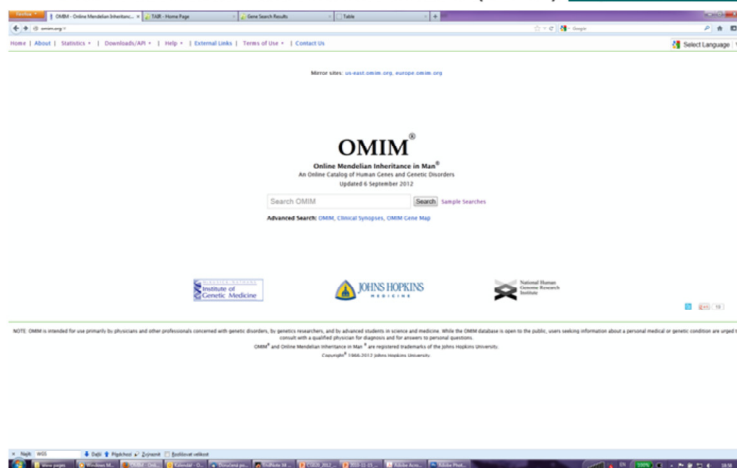 OMIM - Online Mendelian Inheritanc... TAIR - Home Page Gene Search Results Table
omim.org
Google
Home | About | Statistics | Downloads/API | Help | External Links | Terms of Use | Contact Us
Select Language
Mirror sites: us-east.omim.org, europe.omim.org
OMIM®
Online Mendelian Inheritance in Man®
An Online Catalog of Human Genes and Genetic Disorders
Updated 6 September 2012
Search OMIM Search Sample Searches
Advanced Search: OMIM, Clinical Synopses, OMIM Gene Map
Institute of
Genetic Medicine
JOHNS HOPKINS
MEDICINE
National Human
Genome Research
Institute
NOTE: OMIM is intended for use primarily by physicians and other professionals concerned with genetic disorders, by genetics researchers, and by advanced students in science and medicine. While the OMIM database is open to the public, users seeking information about a personal medical or genetic condition are urged
consult with a qualified physician for diagnosis and for answers to personal questions.
OMIM® and Online Mendelian Inheritance in Man ® are registered trademarks of the Johns Hopkins University.
Copyright® 1966-2012 Johns Hopkins University.
Další Předchozí Zvýraznit Rozlišovat velikost